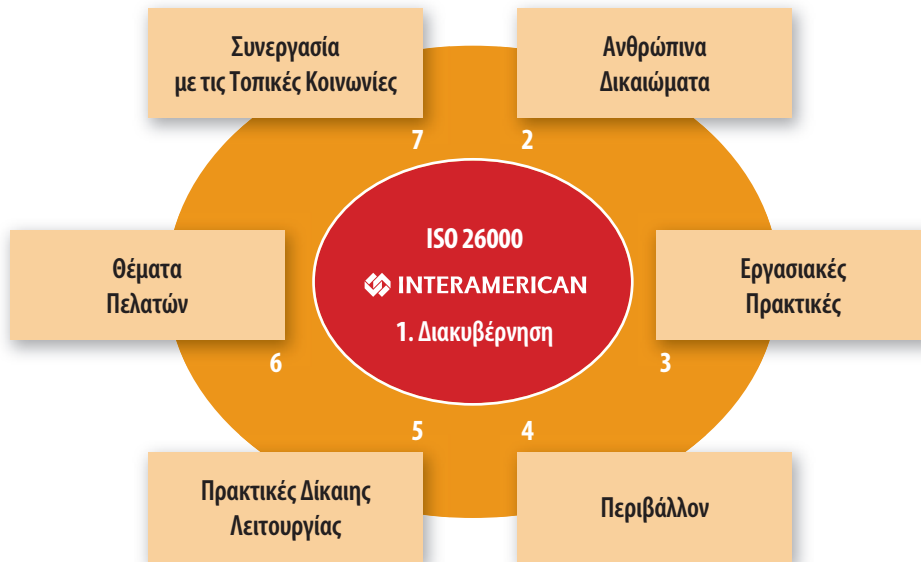 Συνεργασία
με τις Τοπικές Κοινωνίες
Ανθρώπινα
Δικαιώματα
7
2
ISO 26000
INTERAMERICAN
1. Διακυβέρνηση
Θέματα
Πελατών
Εργασιακές
Πρακτικές
6
3
5
4
Πρακτικές Δίκαιης
Λειτουργίας
Περιβάλλον